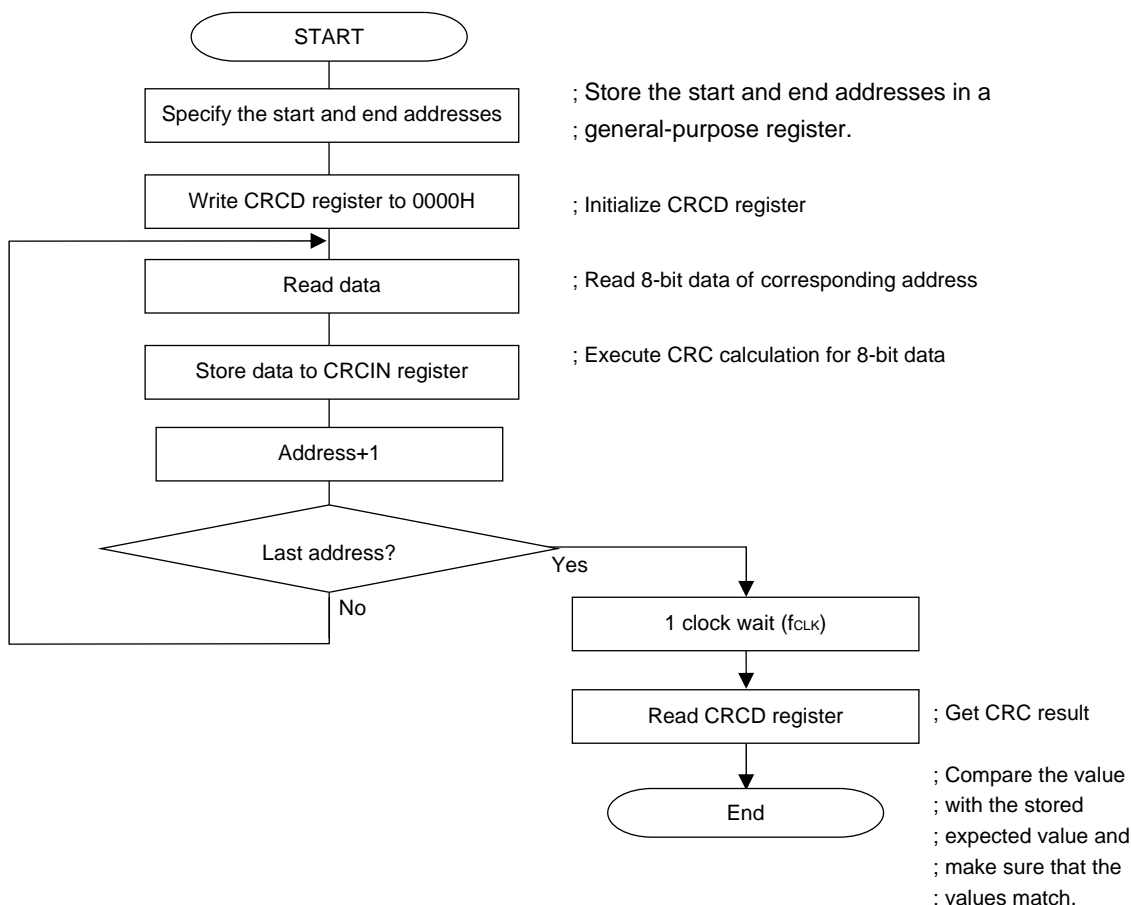 START
Specify the start and end addresses
; Store the start and end addresses in a
; general-purpose register.
Write CRCD register to 0000H
; Initialize CRCD register
Read data
; Read 8-bit data of corresponding address
Store data to CRCIN register
; Execute CRC calculation for 8-bit data
Address+1
Last address?
Yes
No
1 clock wait (fCLK)
Read CRCD register
; Get CRC result
End
; Compare the value
; with the stored
; expected value and
; make sure that the
; values match.